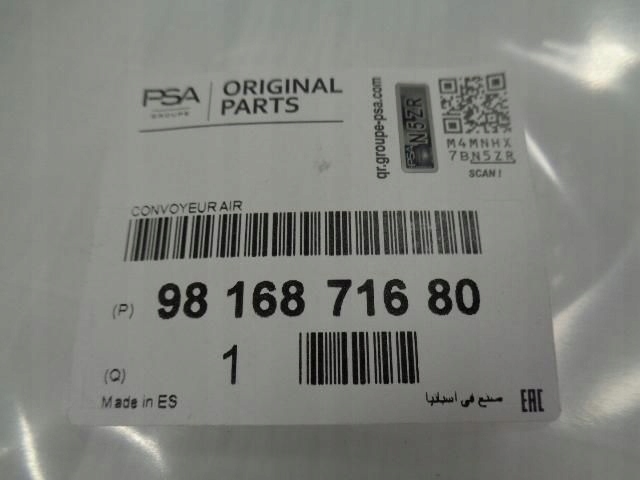 PSA
GROUPE
ORIGINAL
PARTS
qr.groupe-psa.com
PSA N5ZR
M4MNHX
7BN5ZR
SCAN !
CONVOYEUR AIR
(P) 98 168 716 80
(Q) 1
Made in ES
صنع في أسبانيا
EAC